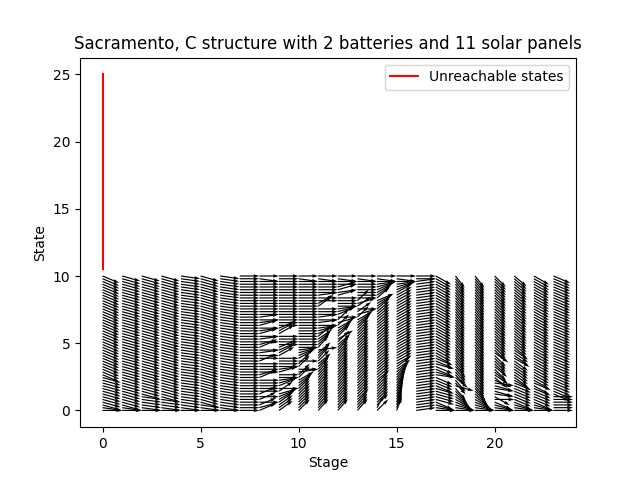 Sacramento, C structure with 2 batteries and 11 solar panels
Unreachable states
25
20
15
10
5
0
State
0 5 10 15 20
Stage